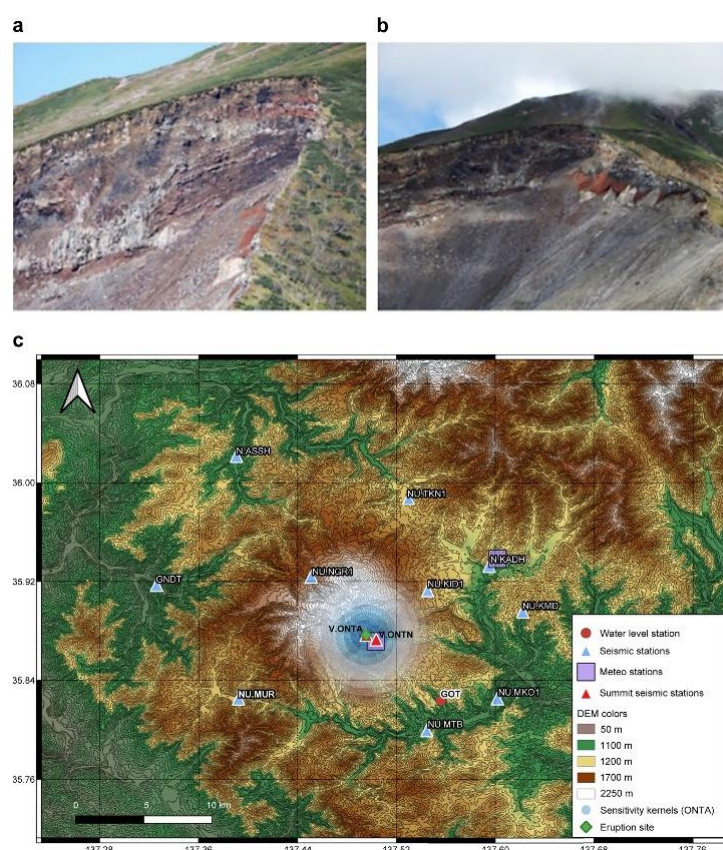 a
b
c
36.08
N.ASSH
36.00
NU.TKN1
N.KADH
35.92
NU.NGR1
GNDT
NU.KID1
NU.KMD
V.ONTA
V.ONTN
35.84
NU.MUR
GOT
NU.MKO1
NU.MTB
35.76
0 5 10 km
Water level station
Seismic stations
Meteo stations
Summit seismic stations
DEM colors
50 m
1100 m
1200 m
1700 m
2250 m
Sensitivity kernels (ONTA)
Eruption site
137.28 137.36 137.44 137.52 137.60 137.68 137.76